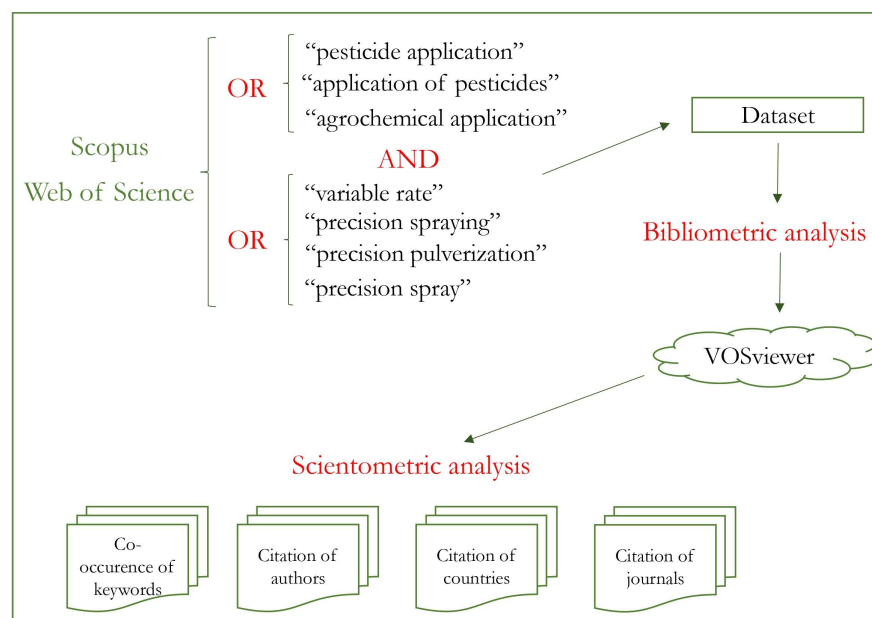 Scopus
Web of Science
OR
“pesticide application”
“application of pesticides”
“agrochemical application”
AND
OR
“variable rate”
“precision spraying”
“precision pulverization”
“precision spray”
Dataset
Bibliometric analysis
VOSviewer
Scientometric analysis
Co-
occurence of
keywords
Citation of
authors
Citation of
countries
Citation of
journals